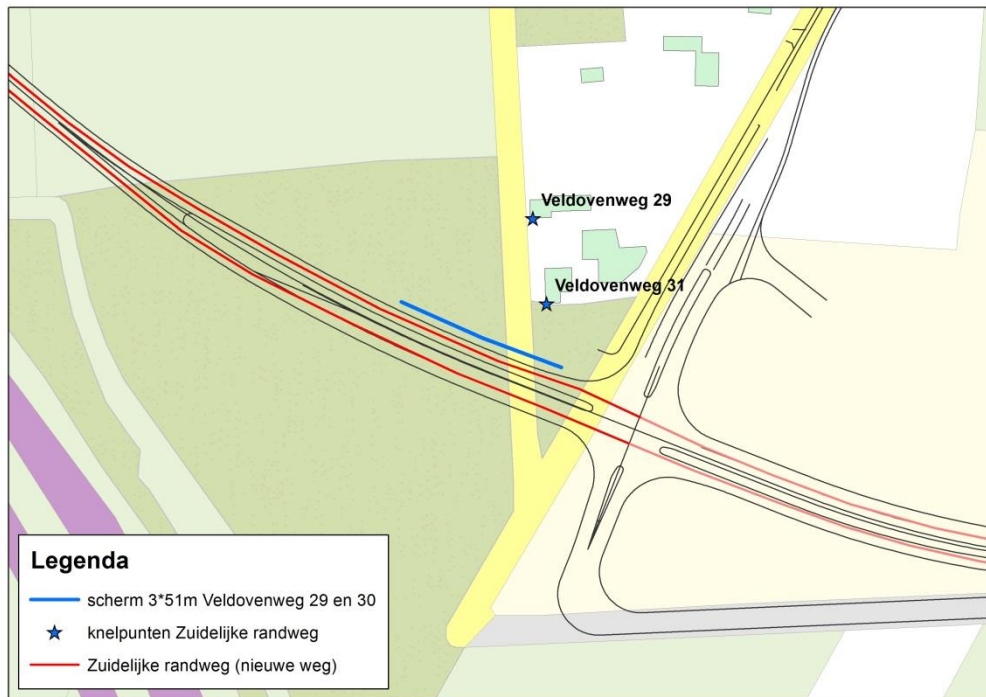 Veldovenweg 29
Veldovenweg 31
Legenda
scherm 3*51m Veldovenweg 29 en 30
knelpunten Zuidelijke randweg
Zuidelijke randweg (nieuwe weg)